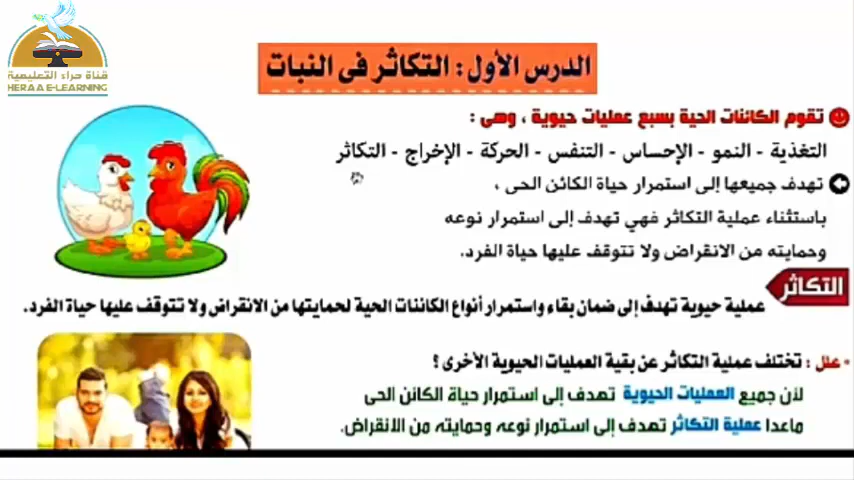 قناة حراء التعليمية
HERAA E-LEARNING
الدرس الأول : التكاثر فى النبات
تقوم الكائنات الحية بسبع عمليات حيوية ، وهى :
التغذية - النمو - الإحساس - التنفس - الحركة - الإخراج - التكاثر
تهدف جميعها إلى استمرار حياة الكائن الحى ،
باستثناء عملية التكاثر فهي تهدف إلى استمرار نوعه
وحمايته من الانقراض ولا تتوقف عليها حياة الفرد.
التكاثر
عملية حيوية تهدف إلى ضمان بقاء واستمرار أنواع الكائنات الحية لحمايتها من الانقراض ولا تتوقف عليها حياة الفرد.
• علل : تختلف عملية التكاثر عن بقية العمليات الحيوية الأخرى ؟
لأن جميع العمليات الحيوية تهدف إلى استمرار حياة الكائن الحى
ماعدا عملية التكاثر تهدف إلى استمرار نوعه وحمايته من الانقراض.